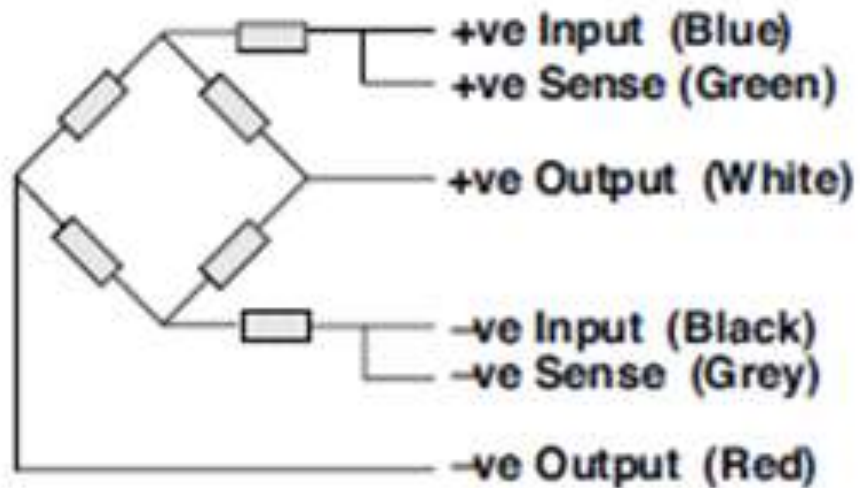 +ve Input (Blue)
+ve Sense (Green)
+ve Output (White)
-ve Input (Black)
-ve Sense (Grey)
-ve Output (Red)